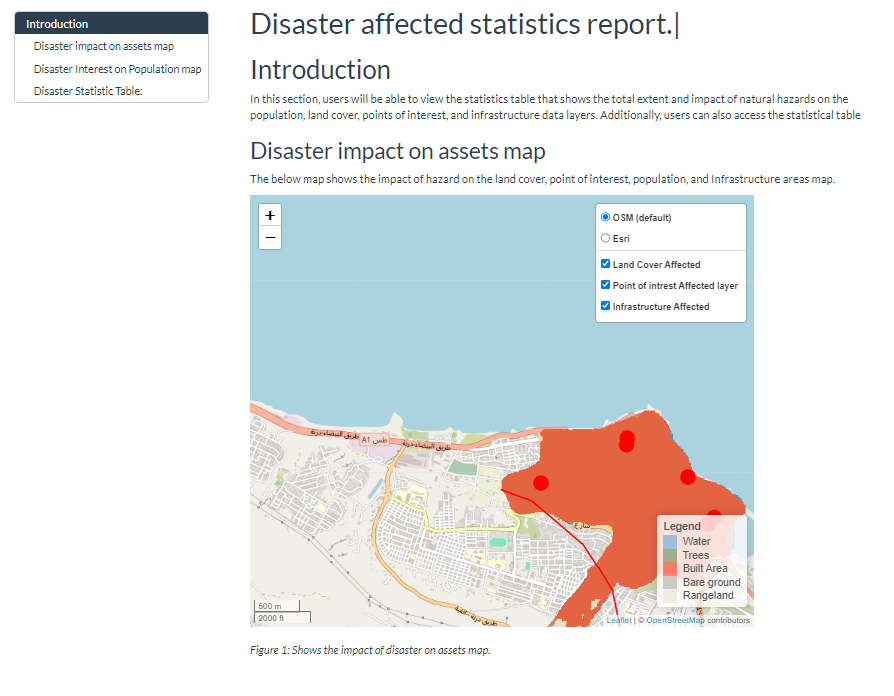 Introduction
Disaster impact on assets map
Disaster Interest on Population map
Disaster Statistic Table:
Disaster affected statistics report.|
Introduction
In this section, users will be able to view the statistics table that shows the total extent and impact of natural hazards on the
population, land cover, points of interest, and infrastructure data layers. Additionally, users can also access the statistical table
Disaster impact on assets map
The below map shows the impact of hazard on the land cover, point of interest, population, and Infrastructure areas map.
+
−
OSM (default)
Esri
Land Cover Affected
Point of intrest Affected layer
Infrastructure Affected
طريق البيضاء-درنة
A1 طس
طريق البيضاء-درنة
Legend
Water
Trees
Built Area
Bare ground
Rangeland
طريق درنة - القبة
500 m
2000 ft
Leaflet | © OpenStreetMap contributors
Figure 1: Shows the impact of disaster on assets map.